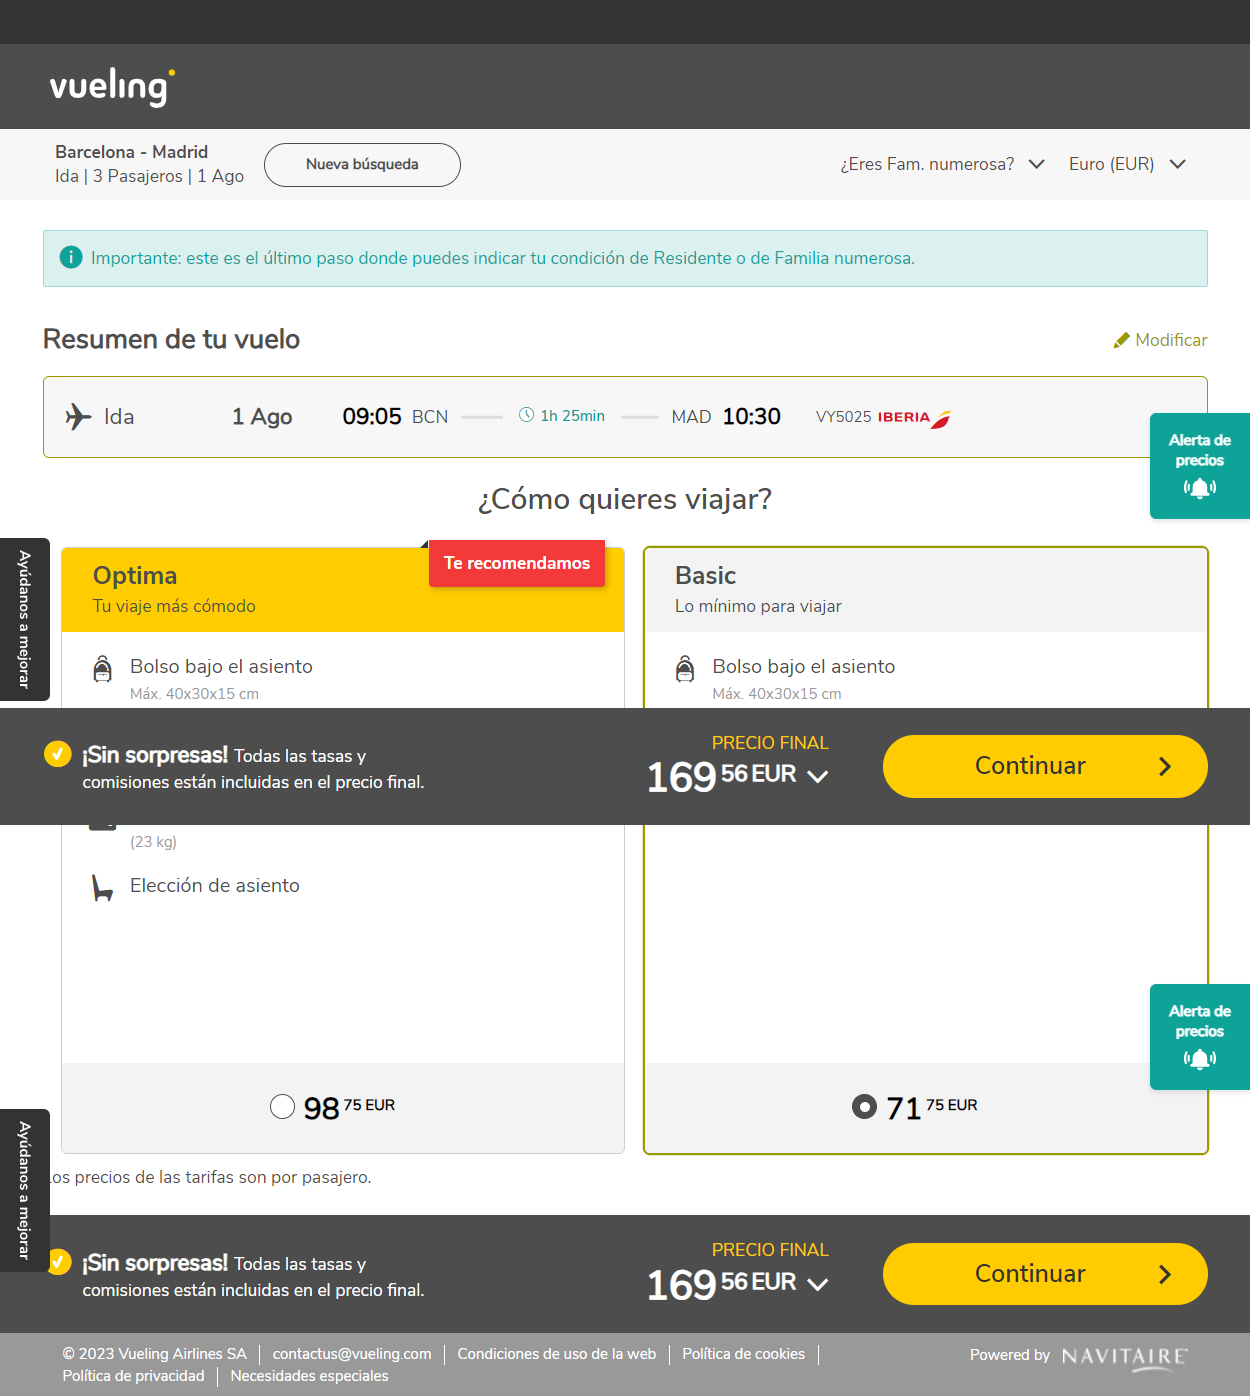 vueling
Barcelona - Madrid
Ida | 3 Pasajeros | 1 Ago
Nueva búsqueda
¿Eres Fam. numerosa?
Euro (EUR)
Importante: este es el último paso donde puedes indicar tu condición de Residente o de Familia numerosa.
Resumen de tu vuelo
Modificar
Ida 1 Ago 09:05 BCN 1h 25min MAD 10:30 VY5025 IBERIA
Alerta de
precios
¿Cómo quieres viajar?
Ayúdanos a mejorar
Optima
Te recomendamos
Tu viaje más cómodo
Bolso bajo el asiento
Máx. 40x30x15 cm
Basic
Lo mínimo para viajar
Bolso bajo el asiento
Máx. 40x30x15 cm
¡Sin sorpresas! Todas las tasas y
comisiones están incluidas en el precio final.
PRECIO FINAL
169 56 EUR
Continuar
(23 kg)
Elección de asiento
Alerta de
precios
98 75 EUR
71 75 EUR
Ayúdanos a mejorar
os precios de las tarifas son por pasajero.
¡Sin sorpresas! Todas las tasas y
comisiones están incluidas en el precio final.
PRECIO FINAL
169 56 EUR
Continuar
© 2023 Vueling Airlines SA | contactus@vueling.com | Condiciones de uso de la web | Política de cookies |
Política de privacidad | Necesidades especiales
Powered by NAVITAIRE